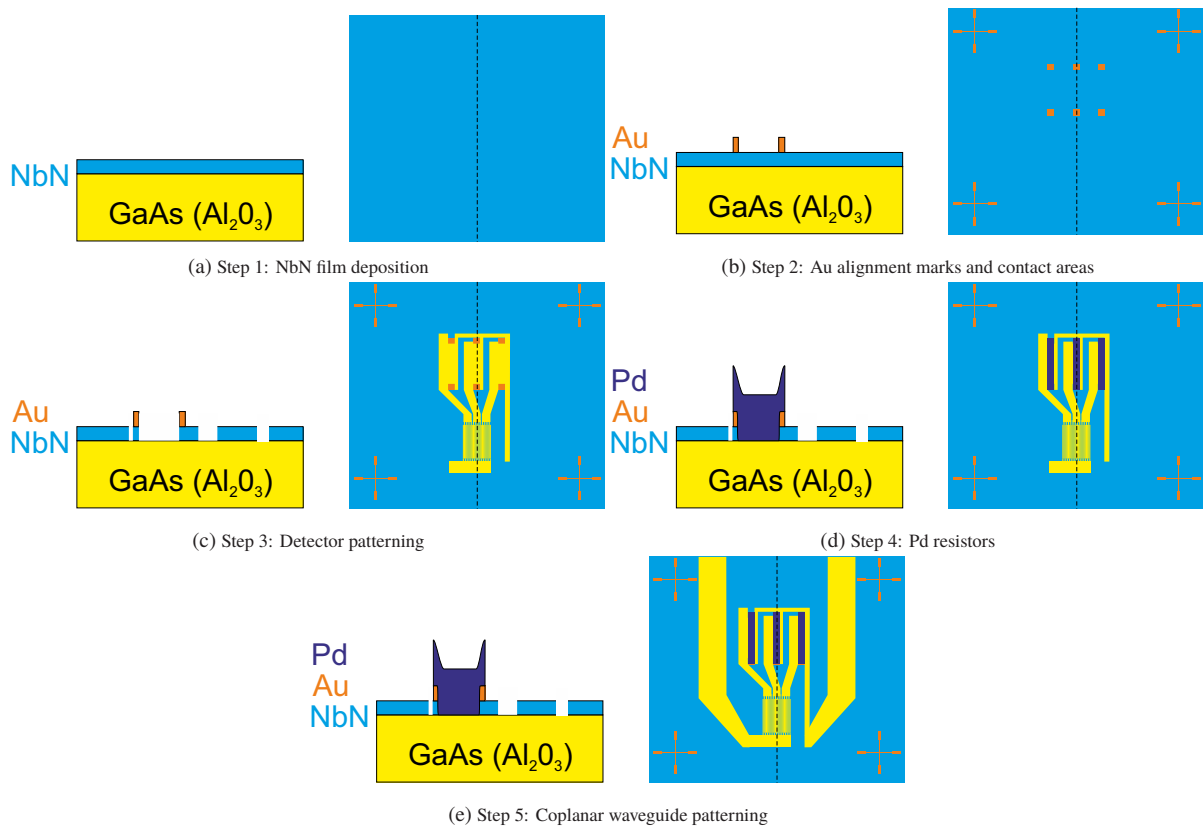 NbN
GaAs (Al₂0₃)
(a) Step 1: NbN film deposition
Au
NbN
GaAs (Al₂0₃)
(b) Step 2: Au alignment marks and contact areas
Au
NbN
GaAs (Al₂0₃)
(c) Step 3: Detector patterning
Pd
Au
NbN
GaAs (Al₂0₃)
(d) Step 4: Pd resistors
Pd
Au
NbN
GaAs (Al₂0₃)
(e) Step 5: Coplanar waveguide patterning